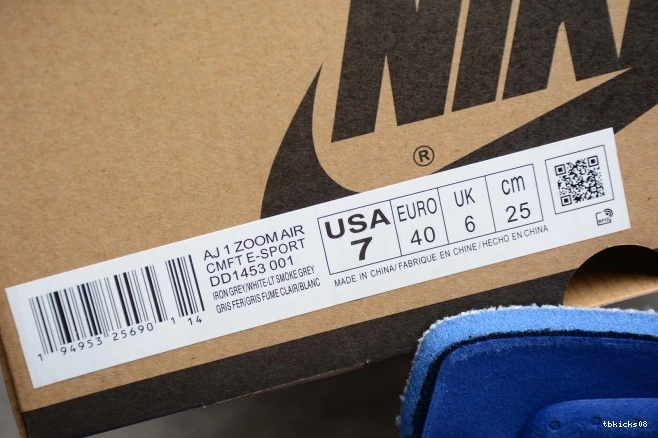 NIKE
®
AJ 1 ZOOM AIR
CMFT E-SPORT
DD1453 001
IRON GREY/WHITE-LT SMOKE GREY
GRIS FER/GRIS FUME CLAIR/BLANC
USA
7
EURO
40
UK
6
cm
25
MADE IN CHINA/ FABRIQUE EN CHINE / HECHO EN CHINA
RFID
1 94953 25690 1 14
tbkicks08